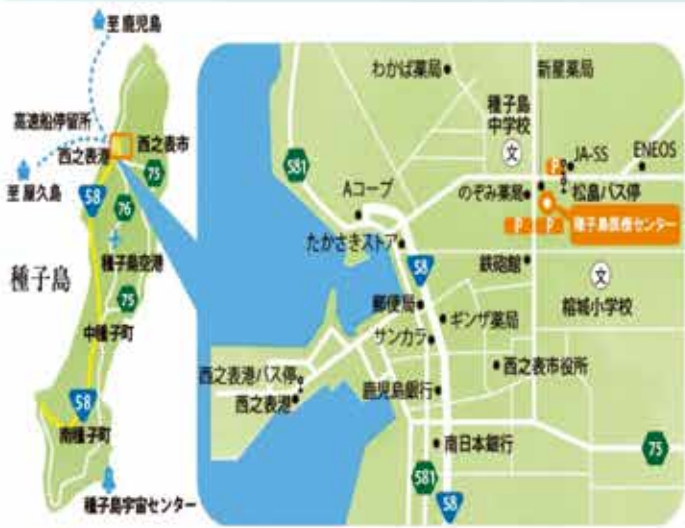 至鹿児島
高速船停留所
西之表港
西之表市
75
至屋久島
58
76
種子島空港
種子島
75
中種子町
58
南種子町
種子島宇宙センター
わかば薬局
新星薬局
種子島
中学校
文
581
P
JA-SS
ENEOS
Aコープ
のぞみ薬局
松畠バス停
P
P
種子島医療センター
たかさきストア
58
鉄砲館
文
榕城小学校
郵便局
ギンザ薬局
サンカラ
西之表港バス停
西之表市役所
西之表港
鹿児島銀行
南日本銀行
75
581
58